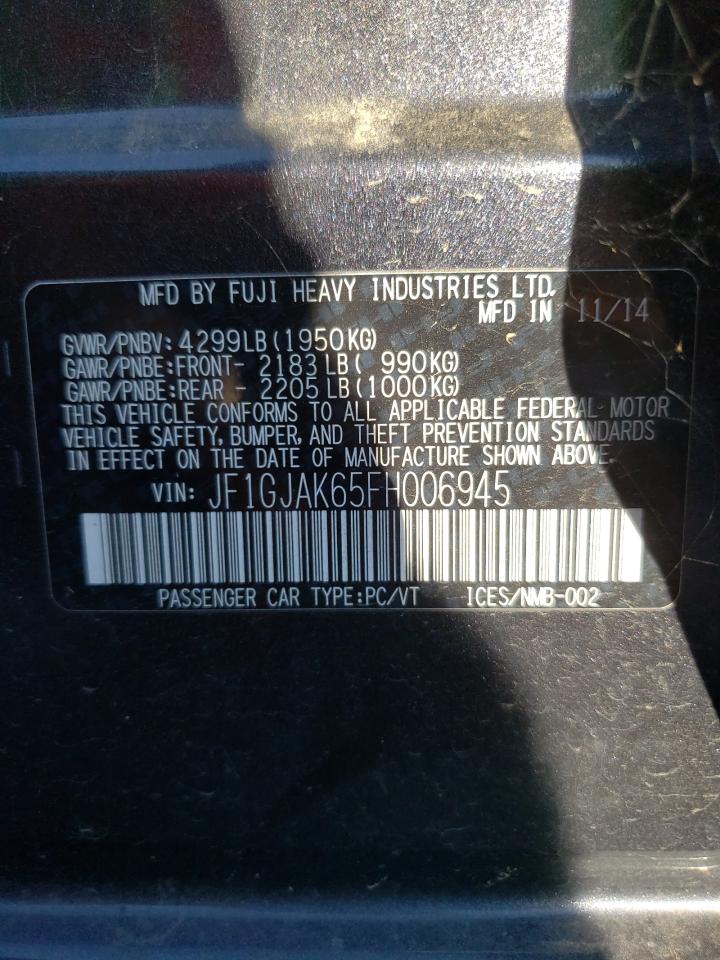 MFD BY FUJI HEAVY INDUSTRIES LTD.
MFD IN 11/14
GVWR/PNBV: 4299LB(1950KG)
GAWR/PNBE:FRONT- 2183LB( 990KG)
GAWR/PNBE:REAR - 2205LB(1000KG)
THIS VEHICLE CONFORMS TO ALL APPLICABLE FEDERAL MOTOR
VEHICLE SAFETY, BUMPER, AND THEFT PREVENTION STANDARDS
IN EFFECT ON THE DATE OF MANUFACTURE SHOWN ABOVE.
VIN: JF1GJAK65FH006945
PASSENGER CAR TYPE:PC/VT ICES/NMB-002